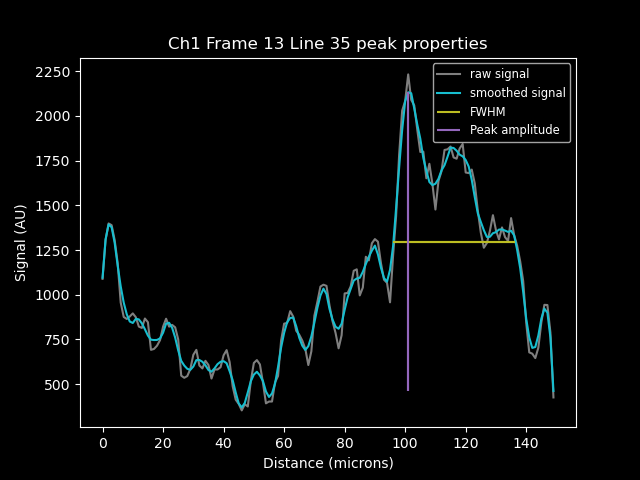 Ch1 Frame 13 Line 35 peak properties
raw signal
smoothed signal
FWHM
Peak amplitude
Signal (AU)
2250
2000
1750
1500
1250
1000
750
500
0 20 40 60 80 100 120 140
Distance (microns)